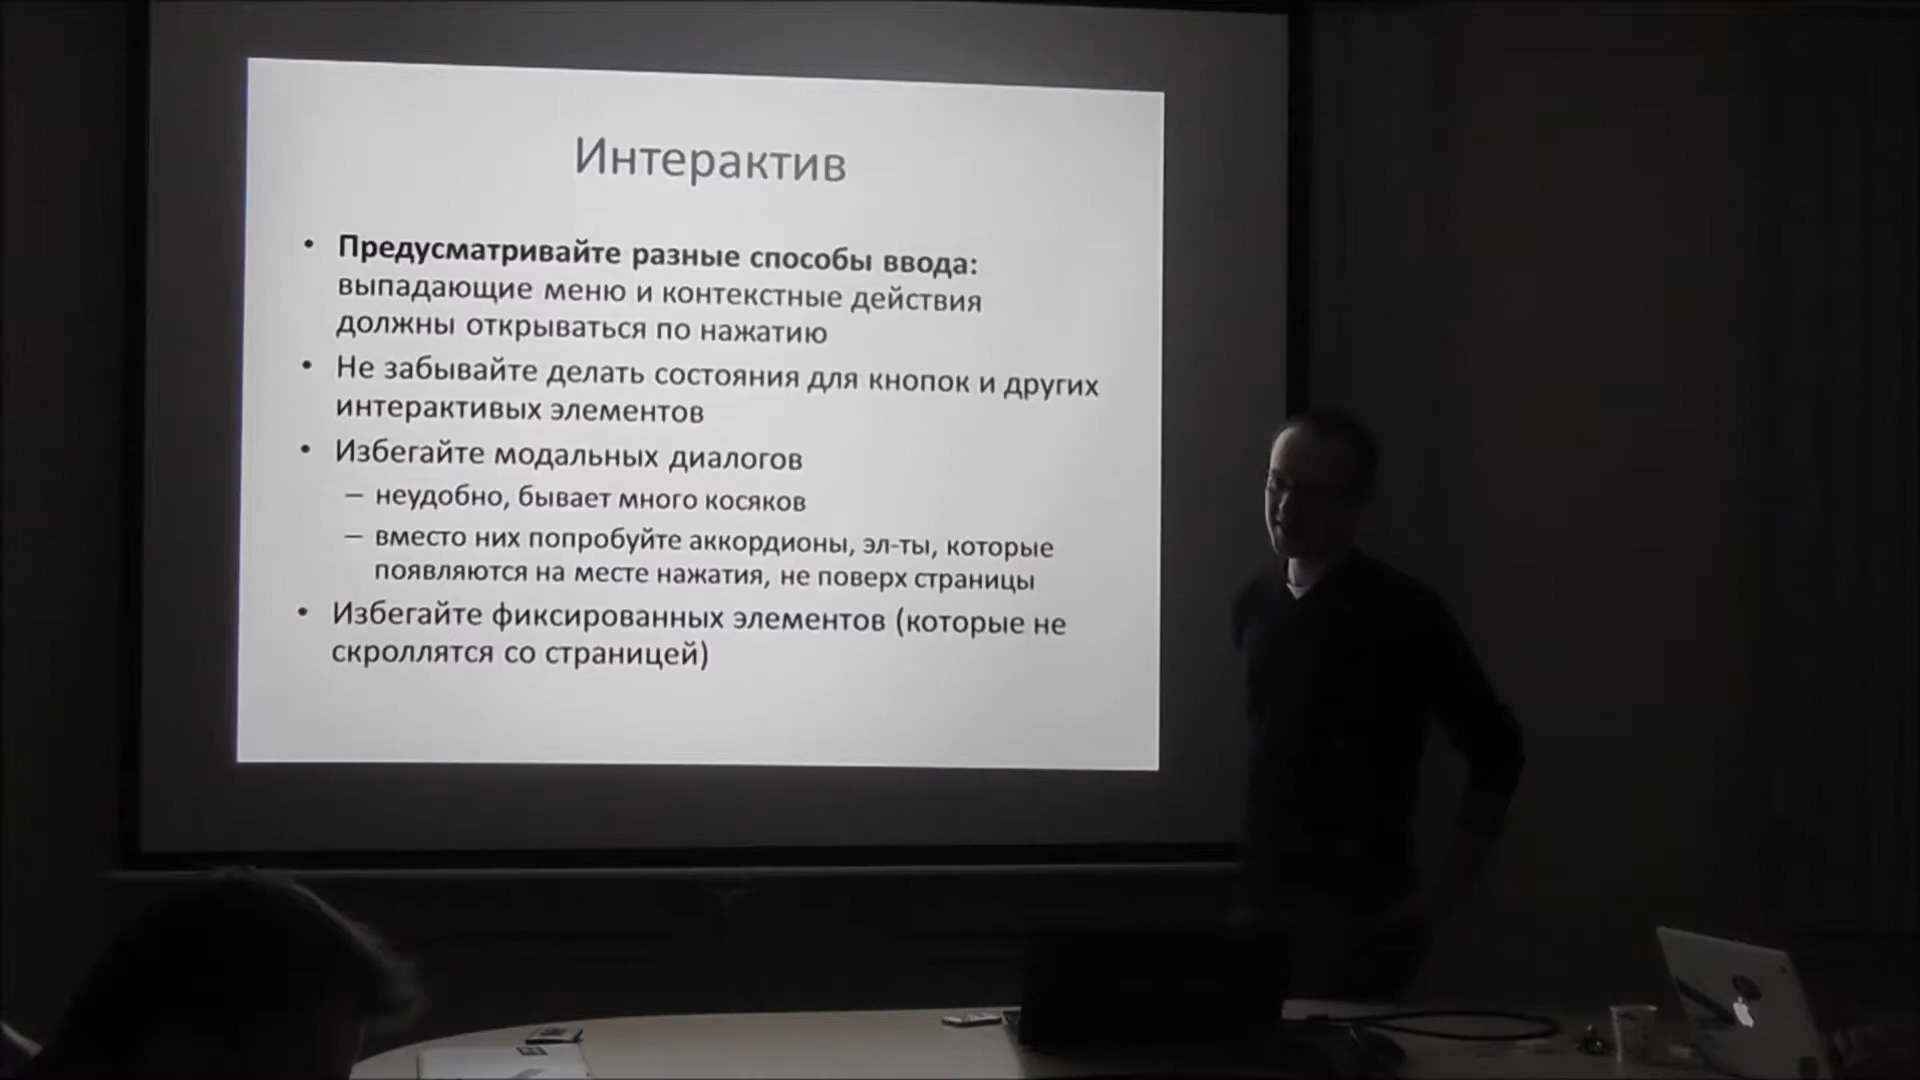 Интерактив
• Предусматривайте разные способы ввода:
выпадающие меню и контекстные действия
должны открываться по нажатию
• Не забывайте делать состояния для кнопок и других
интерактивных элементов
• Избегайте модальных диалогов
– неудобно, бывает много косяков
– вместо них попробуйте аккордионы, эл-ты, которые
появляются на месте нажатия, не поверх страницы
• Избегайте фиксированных элементов (которые не
скроллятся со страницей)